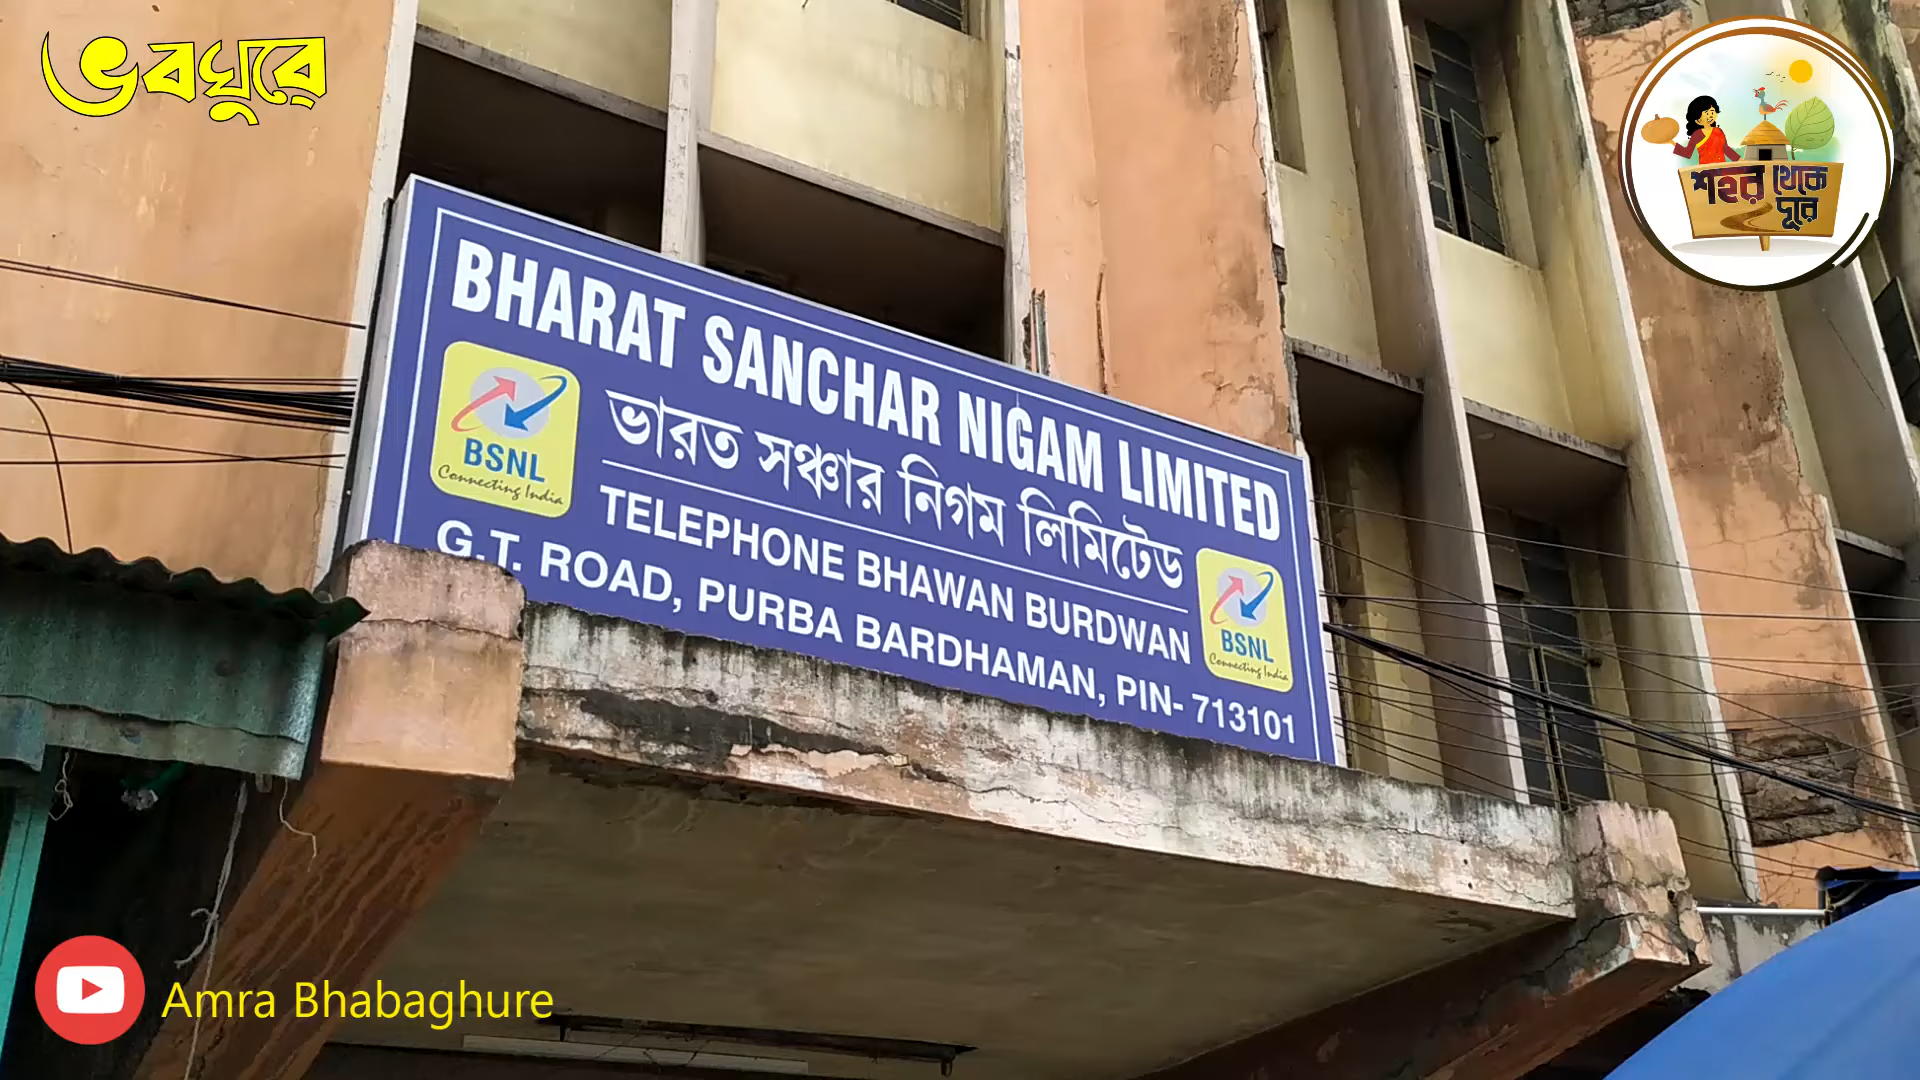 ভবঘুরে
শহর থেকে
দূরে
BHARAT SANCHAR NIGAM LIMITED
ভারত সঞ্চার নিগম লিমিটেড
BSNL
Connecting India
TELEPHONE BHAWAN BURDWAN
G.T. ROAD, PURBA BARDHAMAN, PIN- 713101
BSNL
Connecting India
Amra Bhabaghure